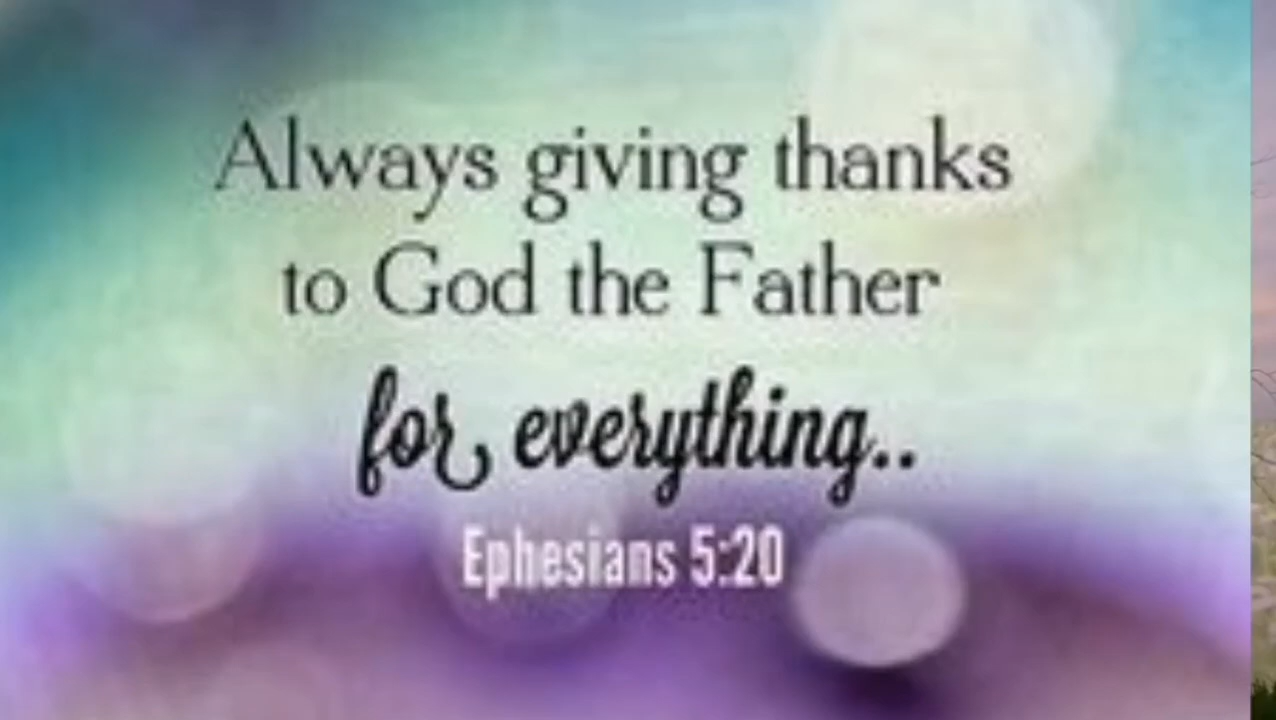 Always giving thanks
to God the Father
for everything..
Ephesians 5:20